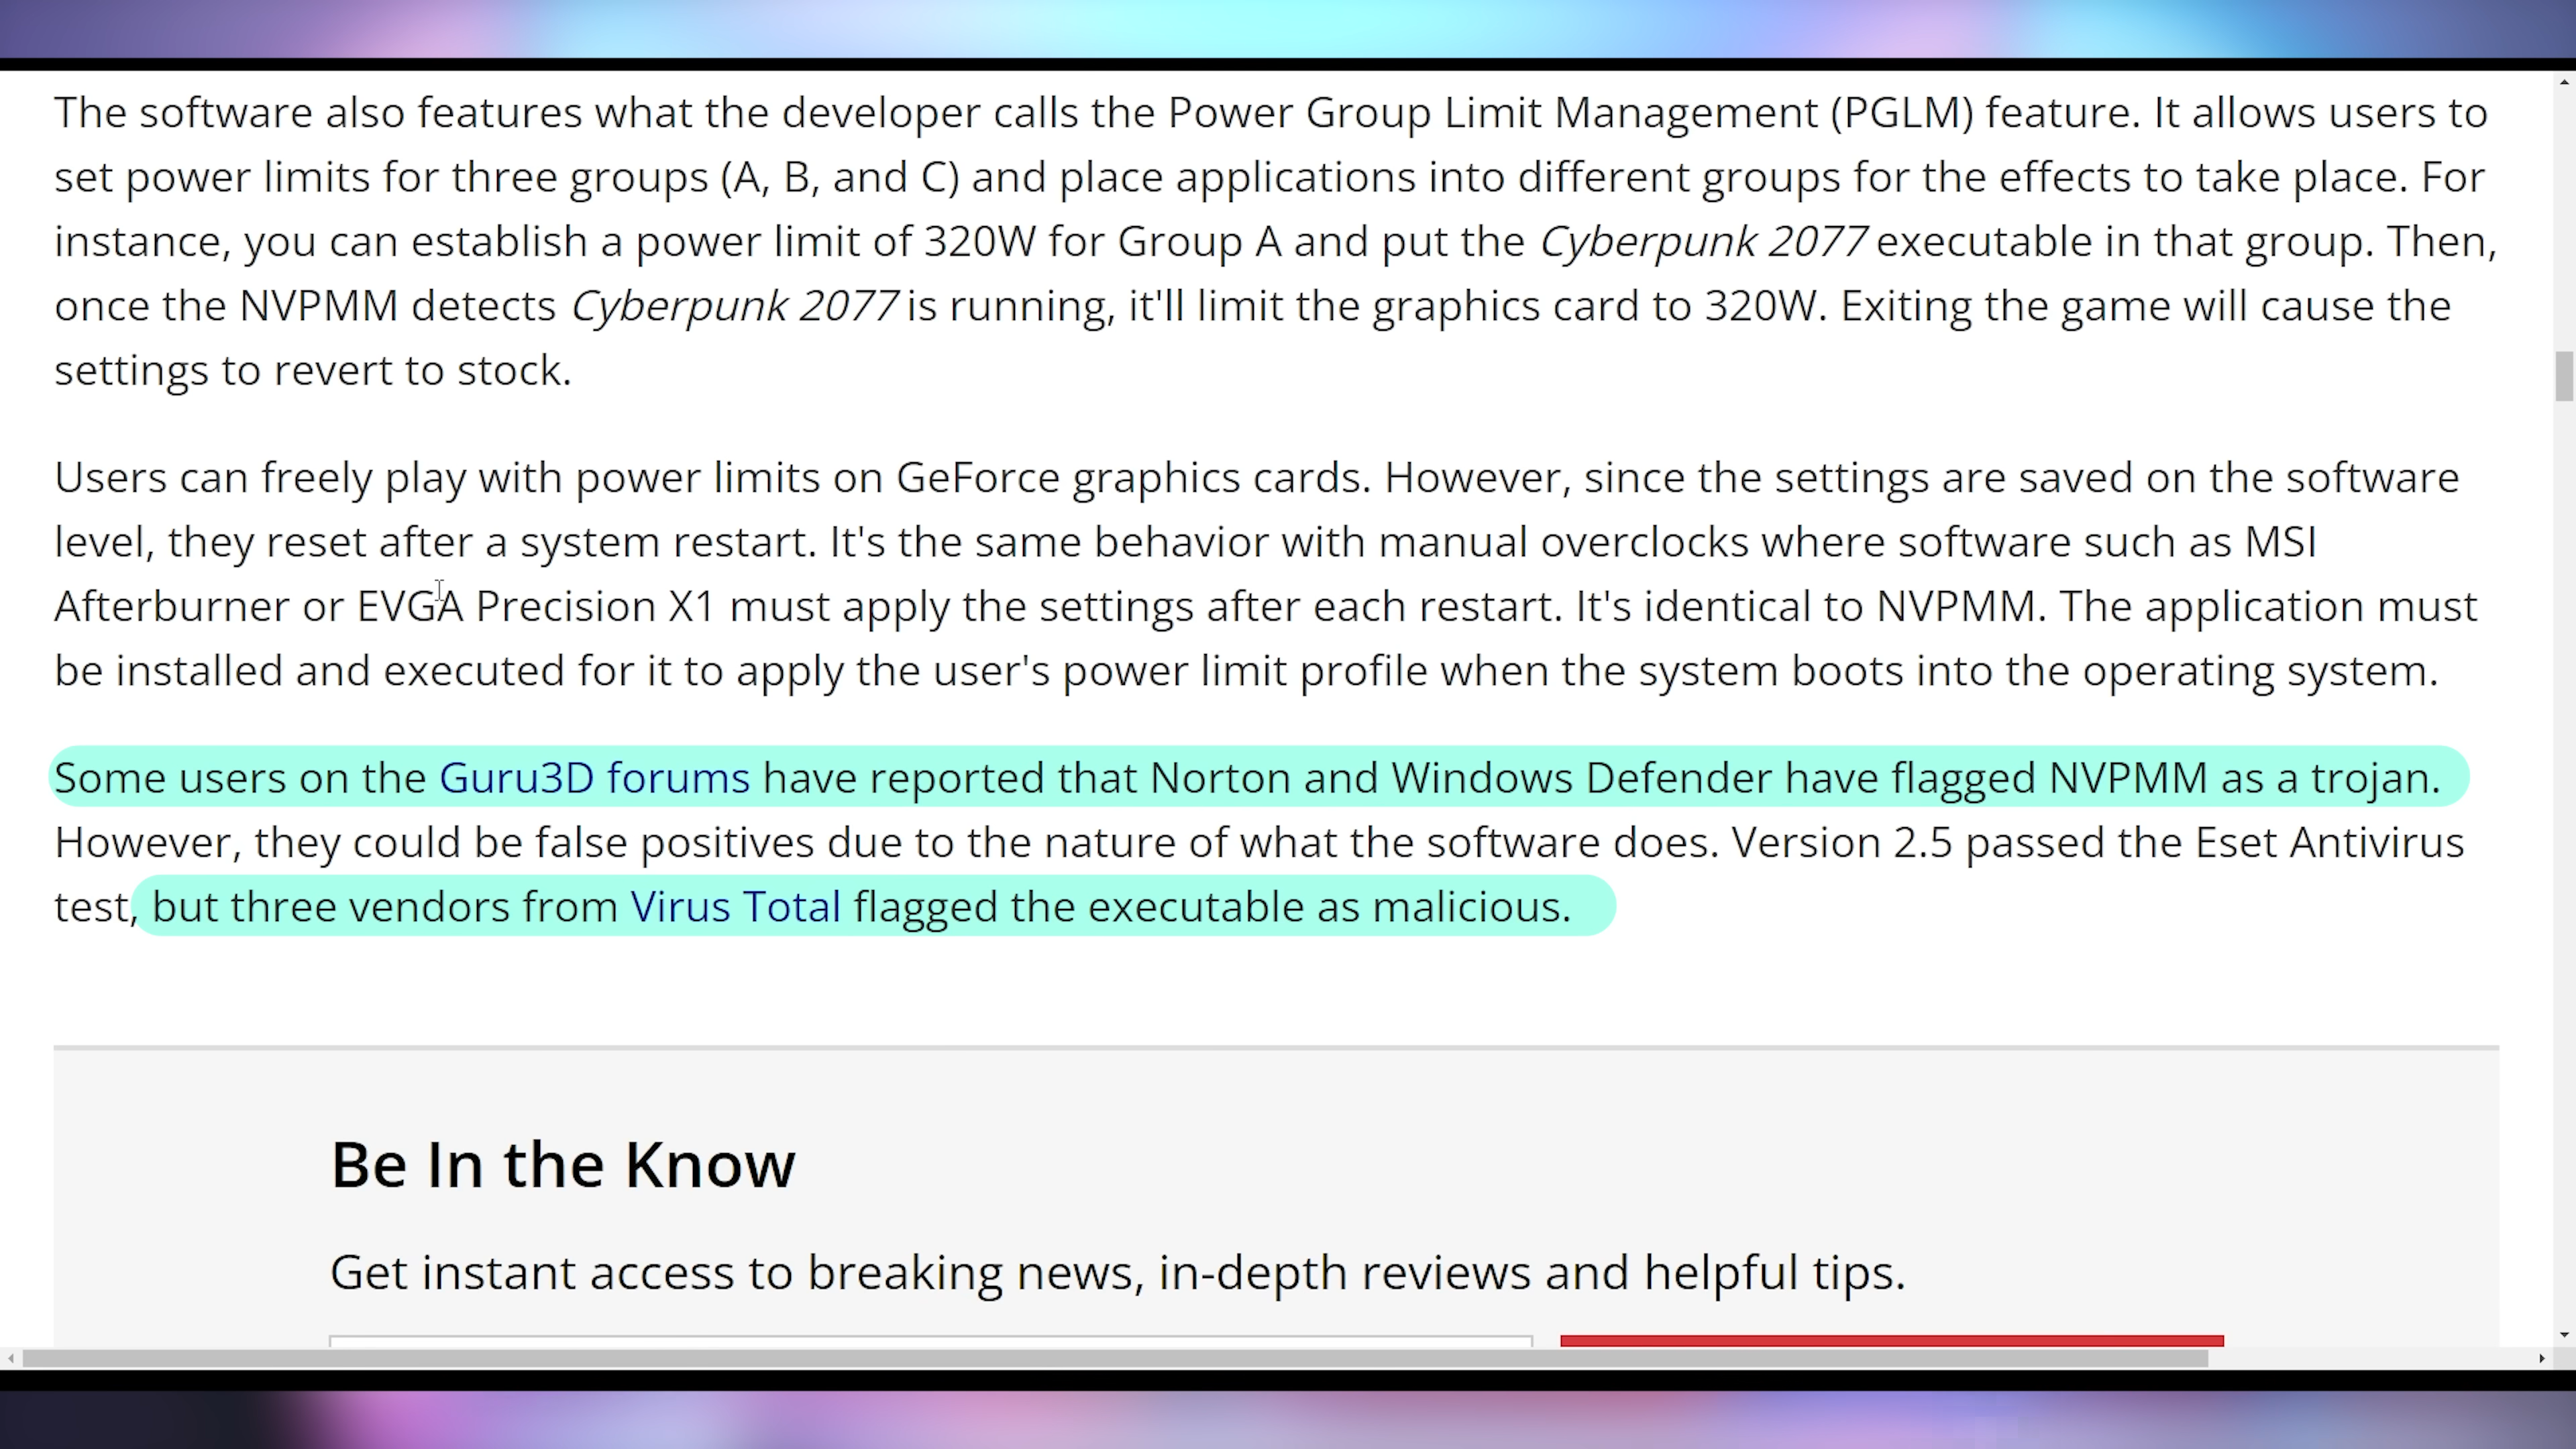 The software also features what the developer calls the Power Group Limit Management (PGLM) feature. It allows users to
set power limits for three groups (A, B, and C) and place applications into different groups for the effects to take place. For
instance, you can establish a power limit of 320W for Group A and put the Cyberpunk 2077 executable in that group. Then,
once the NVPMM detects Cyberpunk 2077 is running, it'll limit the graphics card to 320W. Exiting the game will cause the
settings to revert to stock.
Users can freely play with power limits on GeForce graphics cards. However, since the settings are saved on the software
level, they reset after a system restart. It's the same behavior with manual overclocks where software such as MSI
Afterburner or EVGA Precision X1 must apply the settings after each restart. It's identical to NVPMM. The application must
be installed and executed for it to apply the user's power limit profile when the system boots into the operating system.
Some users on the Guru3D forums have reported that Norton and Windows Defender have flagged NVPMM as a trojan.
However, they could be false positives due to the nature of what the software does. Version 2.5 passed the Eset Antivirus
test, but three vendors from Virus Total flagged the executable as malicious.
Be In the Know
Get instant access to breaking news, in-depth reviews and helpful tips.